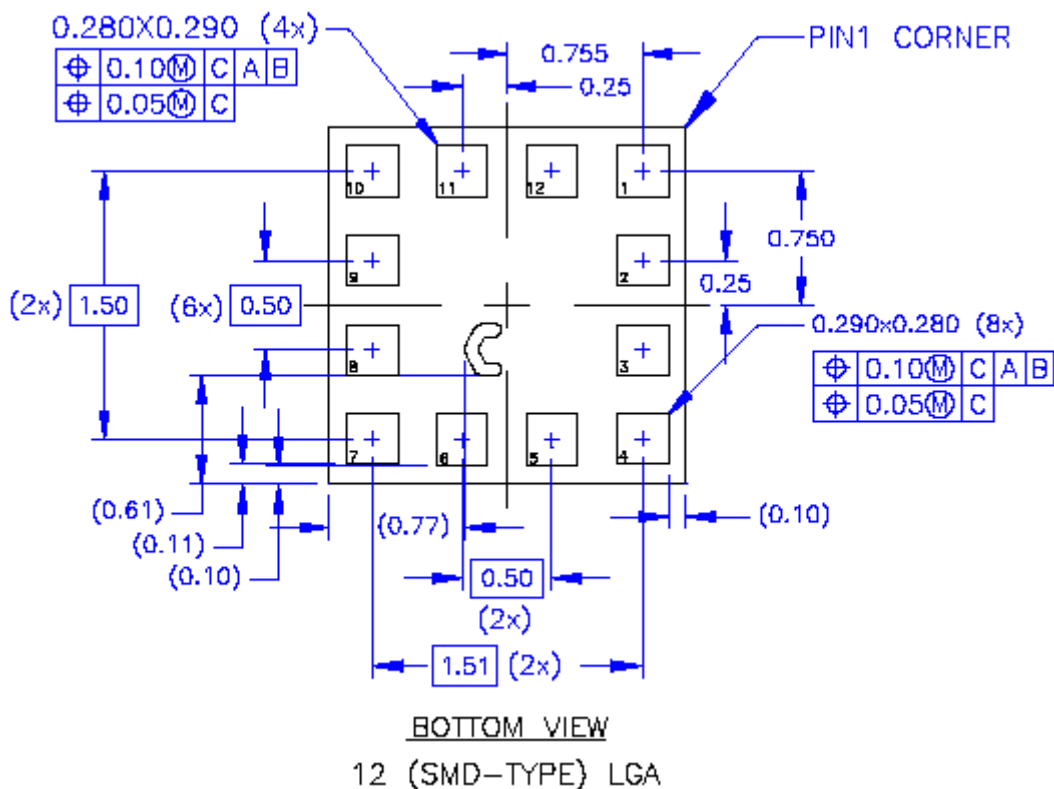 0.280X0.290 (4x)
⌖ 0.10Ⓜ C A B
⌖ 0.05Ⓜ C
0.755
0.25
PIN1 CORNER
10 11 12 1
0.750
9 2
0.25
(2x) 1.50
(6x) 0.50
0.290x0.280 (8x)
⌖ 0.10Ⓜ C A B
⌖ 0.05Ⓜ C
8 3
7 6 5 4
(0.61)
(0.11)
(0.10)
(0.77)
(0.10)
0.50
(2x)
1.51 (2x)
BOTTOM VIEW
12 (SMD-TYPE) LGA